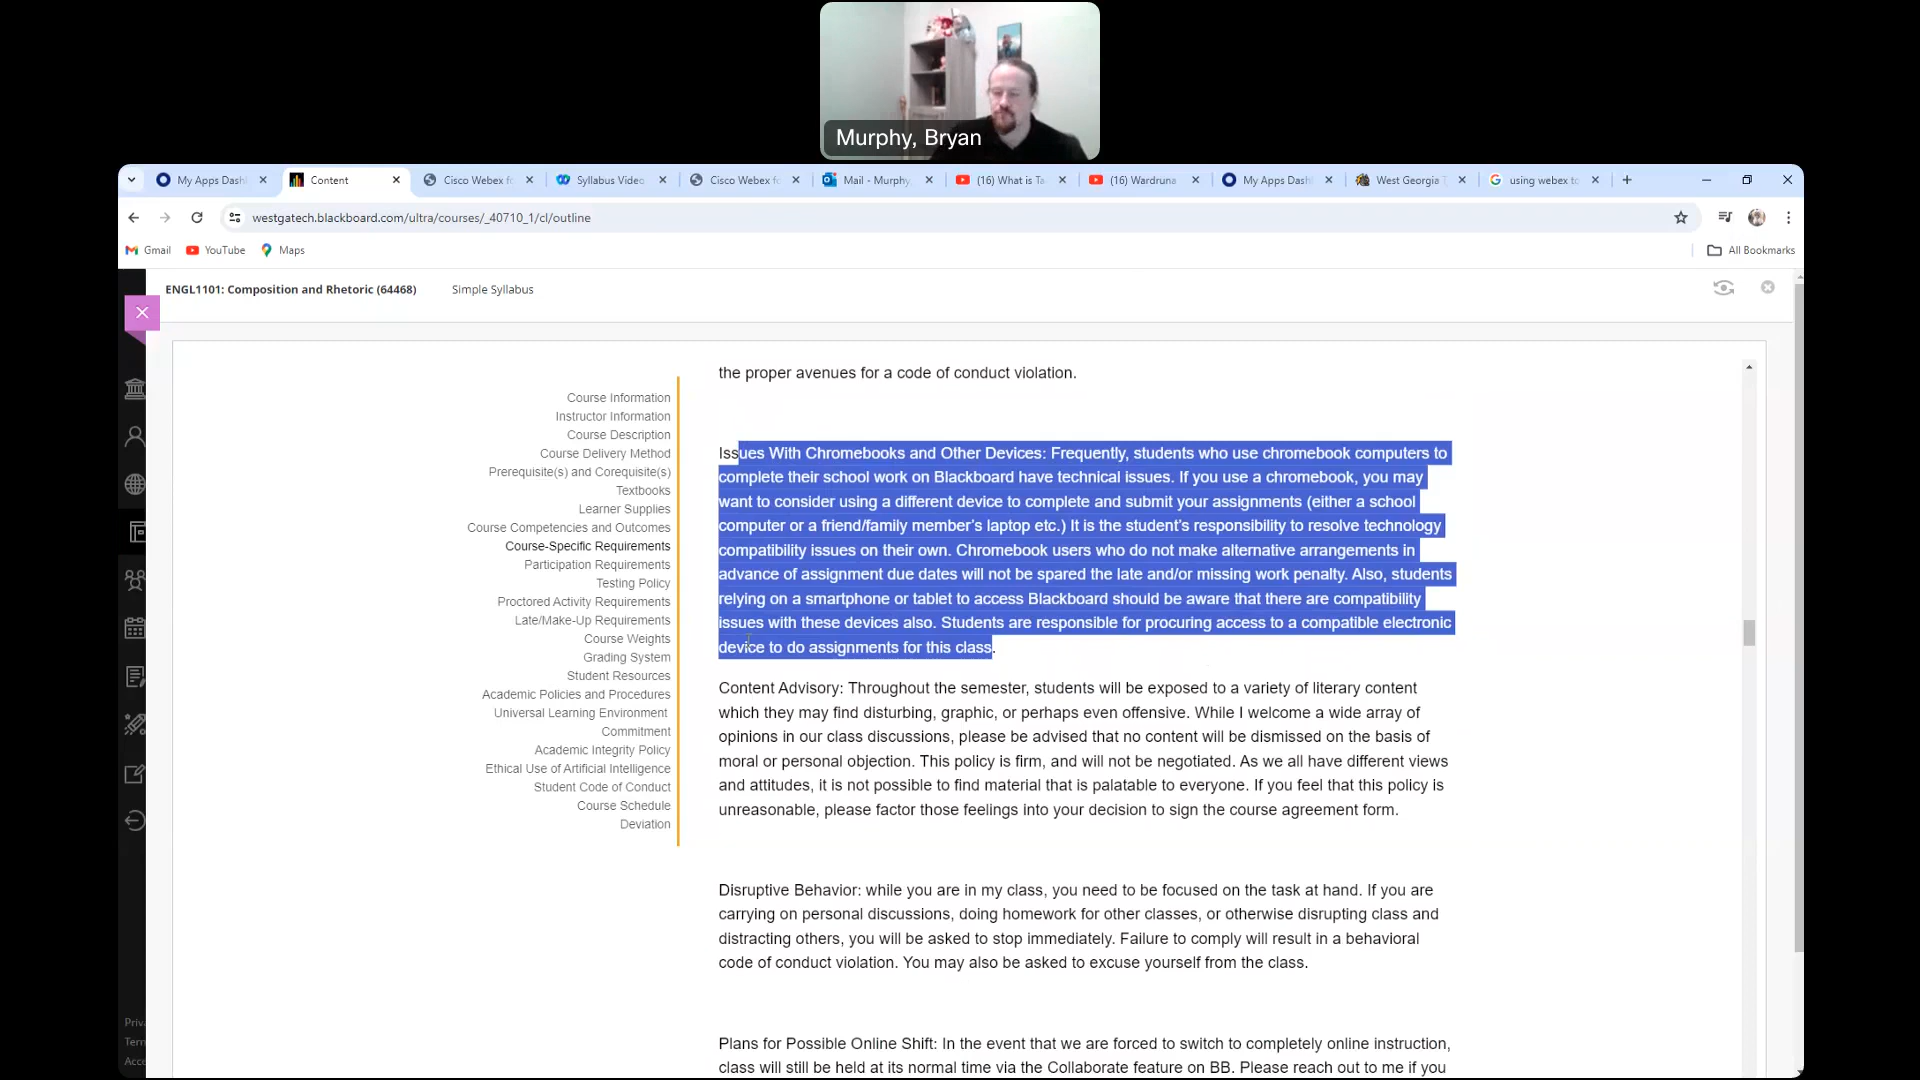 Murphy, Bryan
My Apps Dash
Content
Cisco Webex fo
Syllabus Video
Cisco Webex fo
Mail - Murphy,
(16) What is Ta
(16) Wardruna
My Apps Dash
West Georgia T
using webex to
westgatech.blackboard.com/ultra/courses/_40710_1/cl/outline
Gmail
YouTube
Maps
All Bookmarks
ENGL1101: Composition and Rhetoric (64468)
Simple Syllabus
Course Information
Instructor Information
Course Description
Course Delivery Method
Prerequisite(s) and Corequisite(s)
Textbooks
Learner Supplies
Course Competencies and Outcomes
Course-Specific Requirements
Participation Requirements
Testing Policy
Proctored Activity Requirements
Late/Make-Up Requirements
Course Weights
Grading System
Student Resources
Academic Policies and Procedures
Universal Learning Environment
Commitment
Academic Integrity Policy
Ethical Use of Artificial Intelligence
Student Code of Conduct
Course Schedule
Deviation
the proper avenues for a code of conduct violation.
Issues With Chromebooks and Other Devices: Frequently, students who use chromebook computers to
complete their school work on Blackboard have technical issues. If you use a chromebook, you may
want to consider using a different device to complete and submit your assignments (either a school
computer or a friend/family member's laptop etc.) It is the student's responsibility to resolve technology
compatibility issues on their own. Chromebook users who do not make alternative arrangements in
advance of assignment due dates will not be spared the late and/or missing work penalty. Also, students
relying on a smartphone or tablet to access Blackboard should be aware that there are compatibility
issues with these devices also. Students are responsible for procuring access to a compatible electronic
device to do assignments for this class.
Content Advisory: Throughout the semester, students will be exposed to a variety of literary content
which they may find disturbing, graphic, or perhaps even offensive. While I welcome a wide array of
opinions in our class discussions, please be advised that no content will be dismissed on the basis of
moral or personal objection. This policy is firm, and will not be negotiated. As we all have different views
and attitudes, it is not possible to find material that is palatable to everyone. If you feel that this policy is
unreasonable, please factor those feelings into your decision to sign the course agreement form.
Disruptive Behavior: while you are in my class, you need to be focused on the task at hand. If you are
carrying on personal discussions, doing homework for other classes, or otherwise disrupting class and
distracting others, you will be asked to stop immediately. Failure to comply will result in a behavioral
code of conduct violation. You may also be asked to excuse yourself from the class.
Plans for Possible Online Shift: In the event that we are forced to switch to completely online instruction,
class will still be held at its normal time via the Collaborate feature on BB. Please reach out to me if you
Priv
Term
Acce